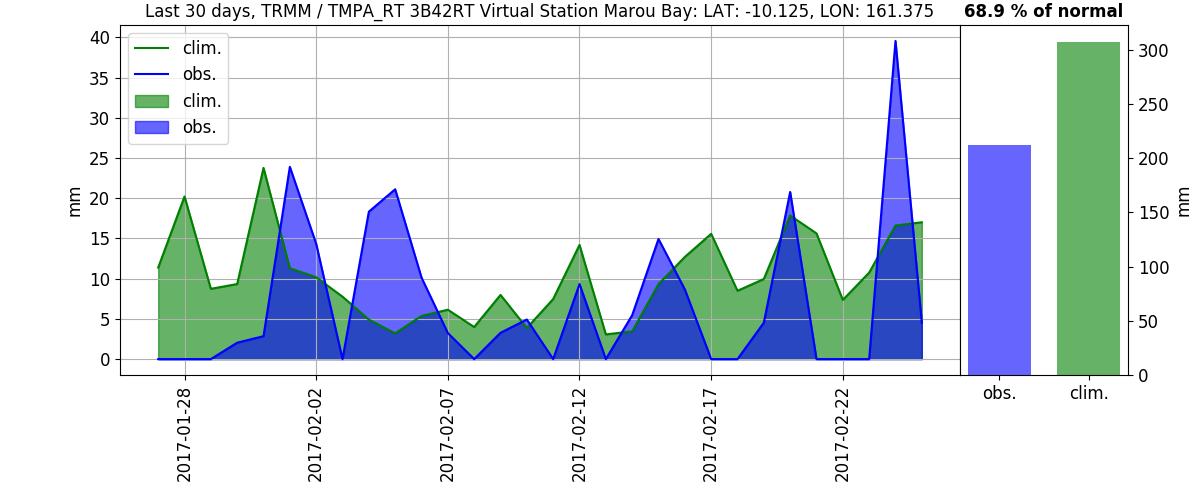 Last 30 days, TRMM / TMPA_RT 3B42RT Virtual Station Marou Bay: LAT: -10.125, LON: 161.375
68.9 % of normal
clim.
obs.
clim.
obs.
mm
40
35
30
25
20
15
10
5
0
2017-01-28
2017-02-02
2017-02-07
2017-02-12
2017-02-17
2017-02-22
300
250
200
150
100
50
0
mm
obs.
clim.